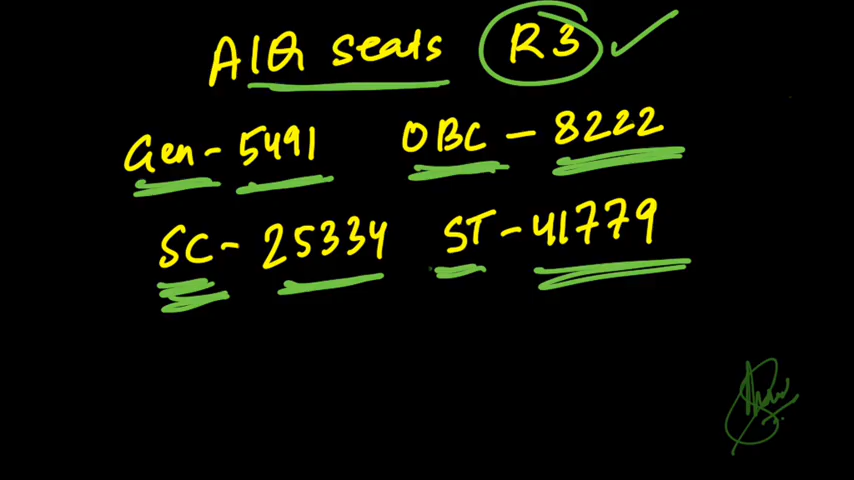 AIQ seats R3
Gen - 5491 OBC - 8222
SC - 25334 ST - 41779